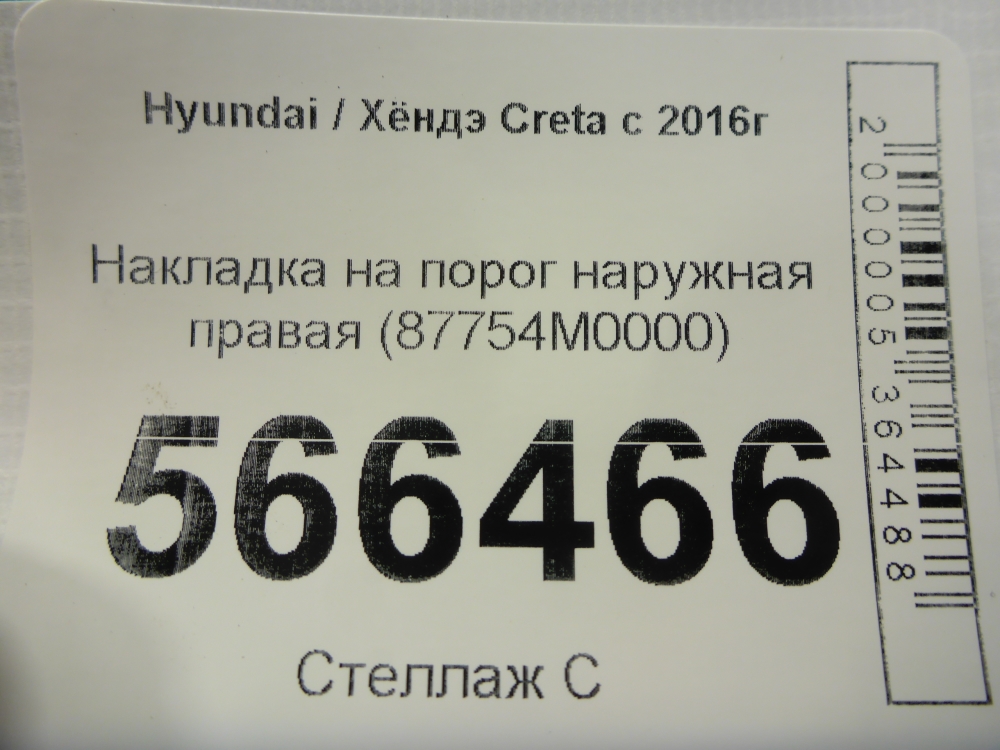 Hyundai / Хёндэ Creta с 2016г
Накладка на порог наружная
правая (87754M0000)
566466
Стеллаж С
2000005364488